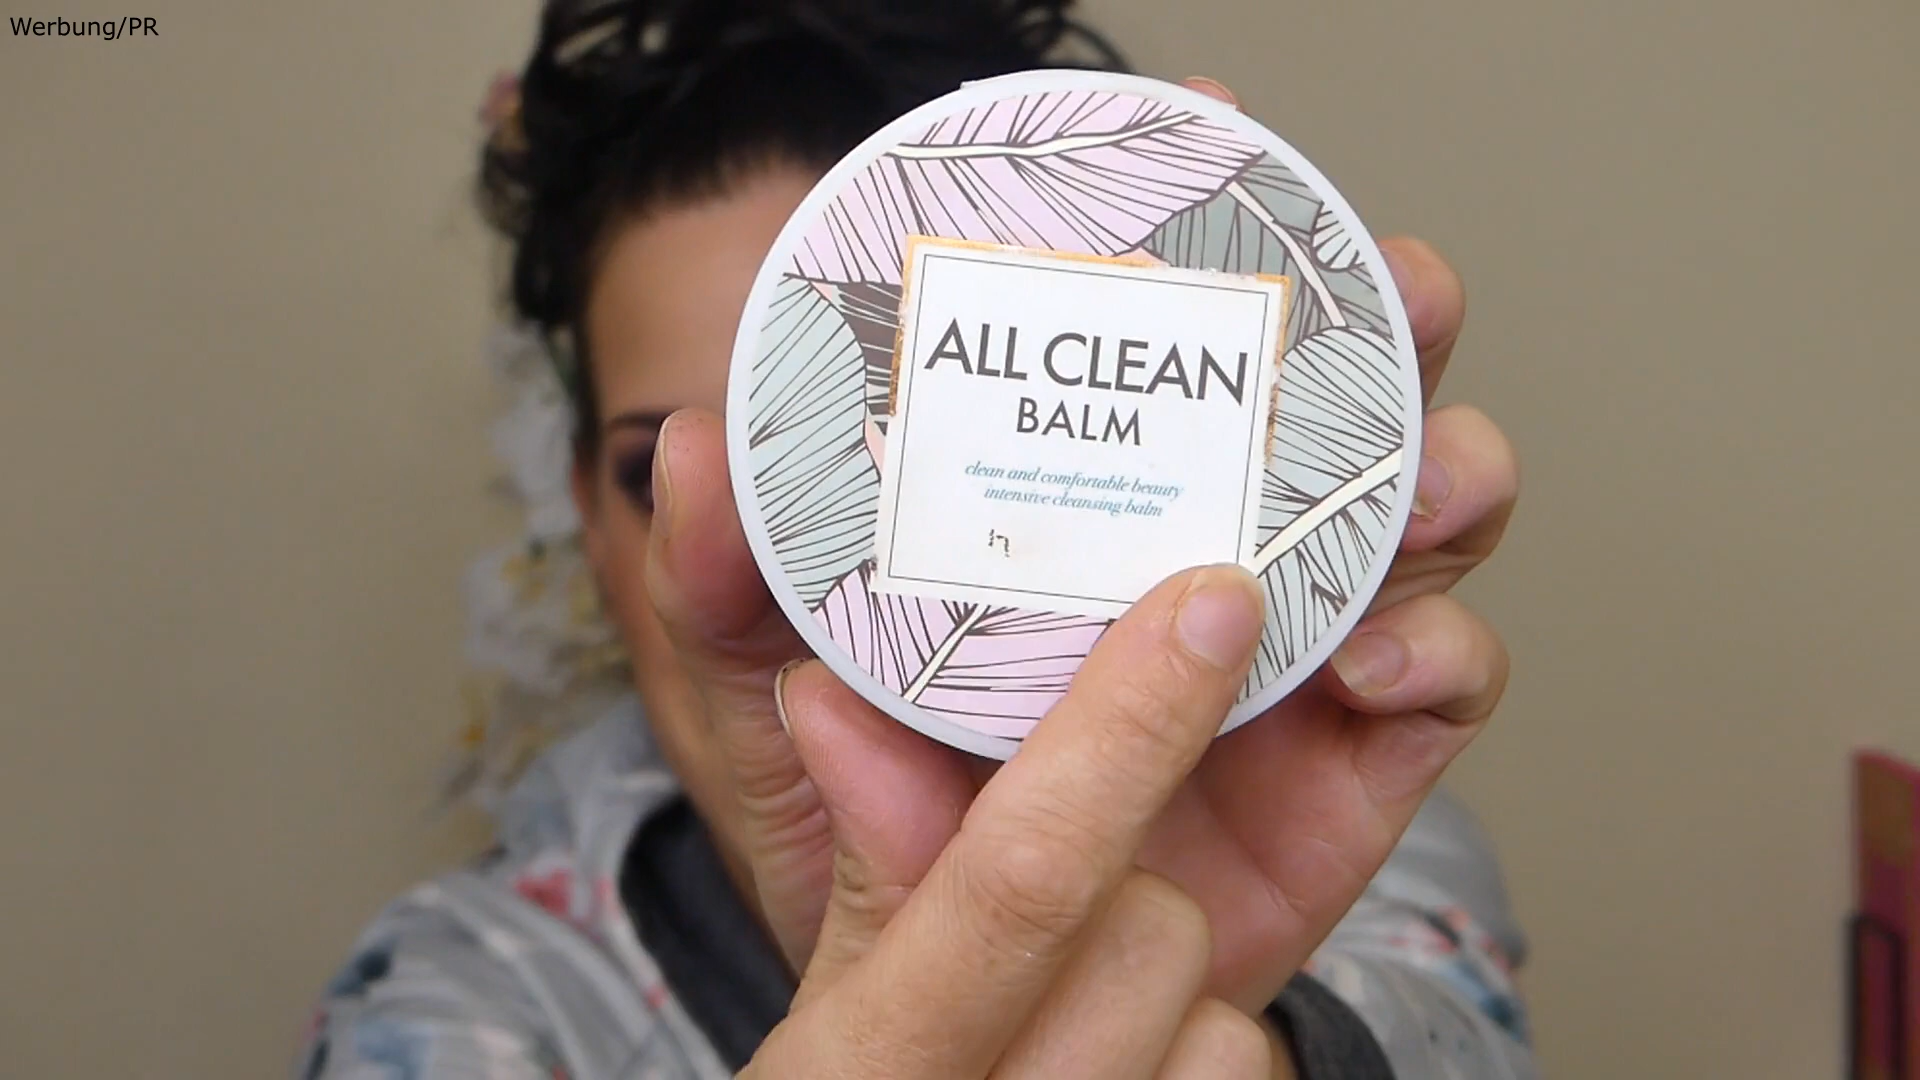 Werbung/PR
ALL CLEAN
BALM
clean and comfortable beauty
intensive cleansing balm